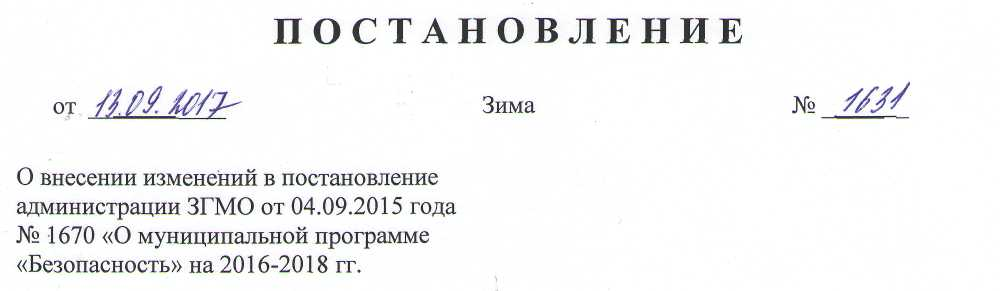 ПОСТАНОВЛЕНИЕ
от 13.09.2017 Зима № 1631
О внесении изменений в постановление
администрации ЗГМО от 04.09.2015 года
№ 1670 «О муниципальной программе
«Безопасность» на 2016-2018 гг.